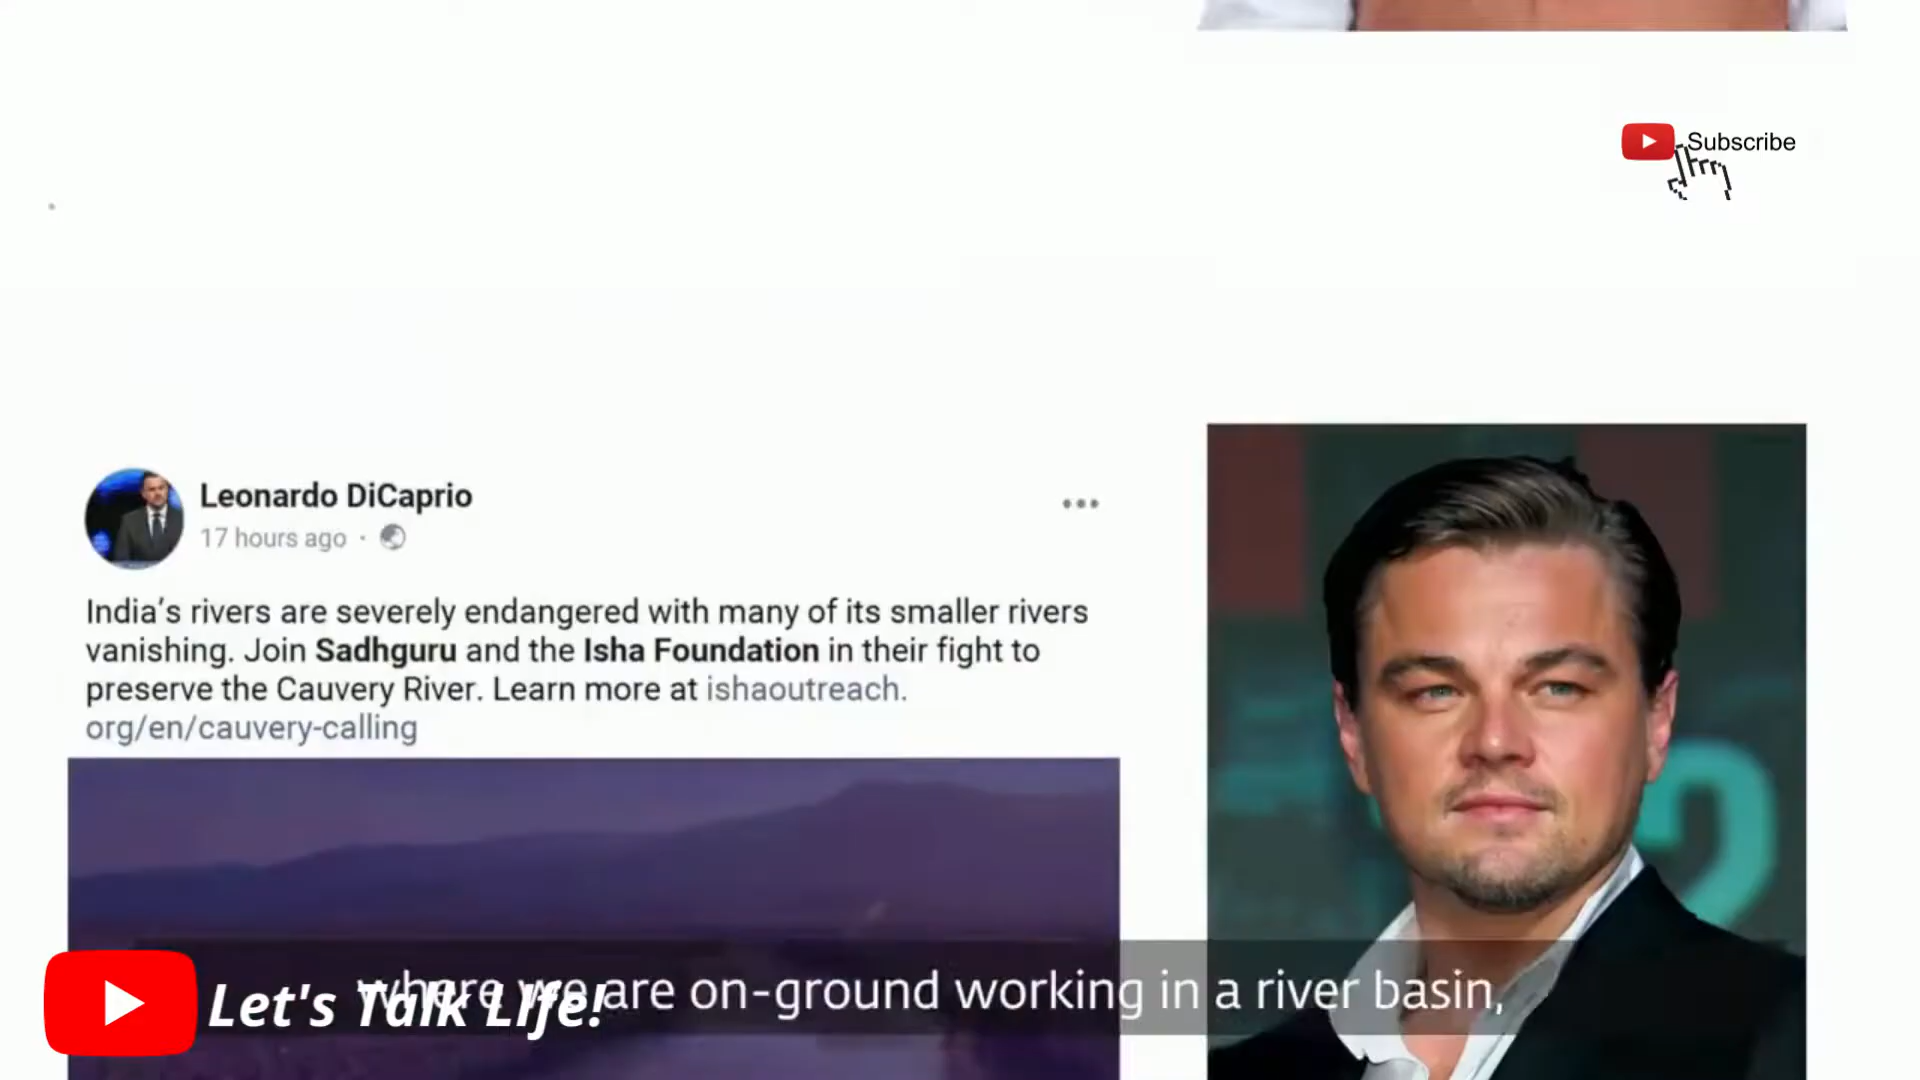 Subscribe
Leonardo DiCaprio
17 hours ago ·
India’s rivers are severely endangered with many of its smaller rivers
vanishing. Join Sadhguru and the Isha Foundation in their fight to
preserve the Cauvery River. Learn more at ishaoutreach.
org/en/cauvery-calling
where we are on-ground working in a river basin,
Let's Talk Life!